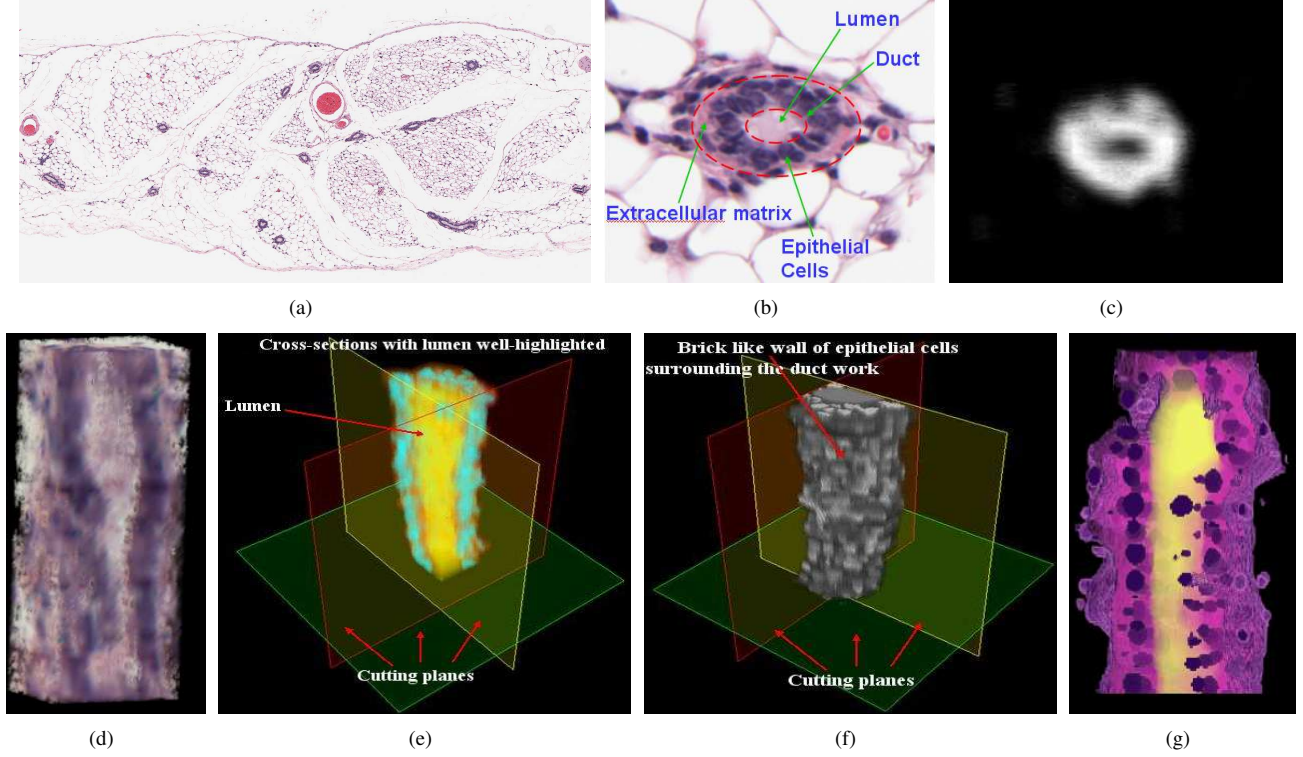 Lumen
Duct
Extracellular matrix
Epithelial
Cells
(a)
(b)
(c)
Cross-sections with lumen well-highlighted
Lumen
Cutting planes
Brick like wall of epithelial cells
surrounding the duct work
Cutting planes
(d)
(e)
(f)
(g)